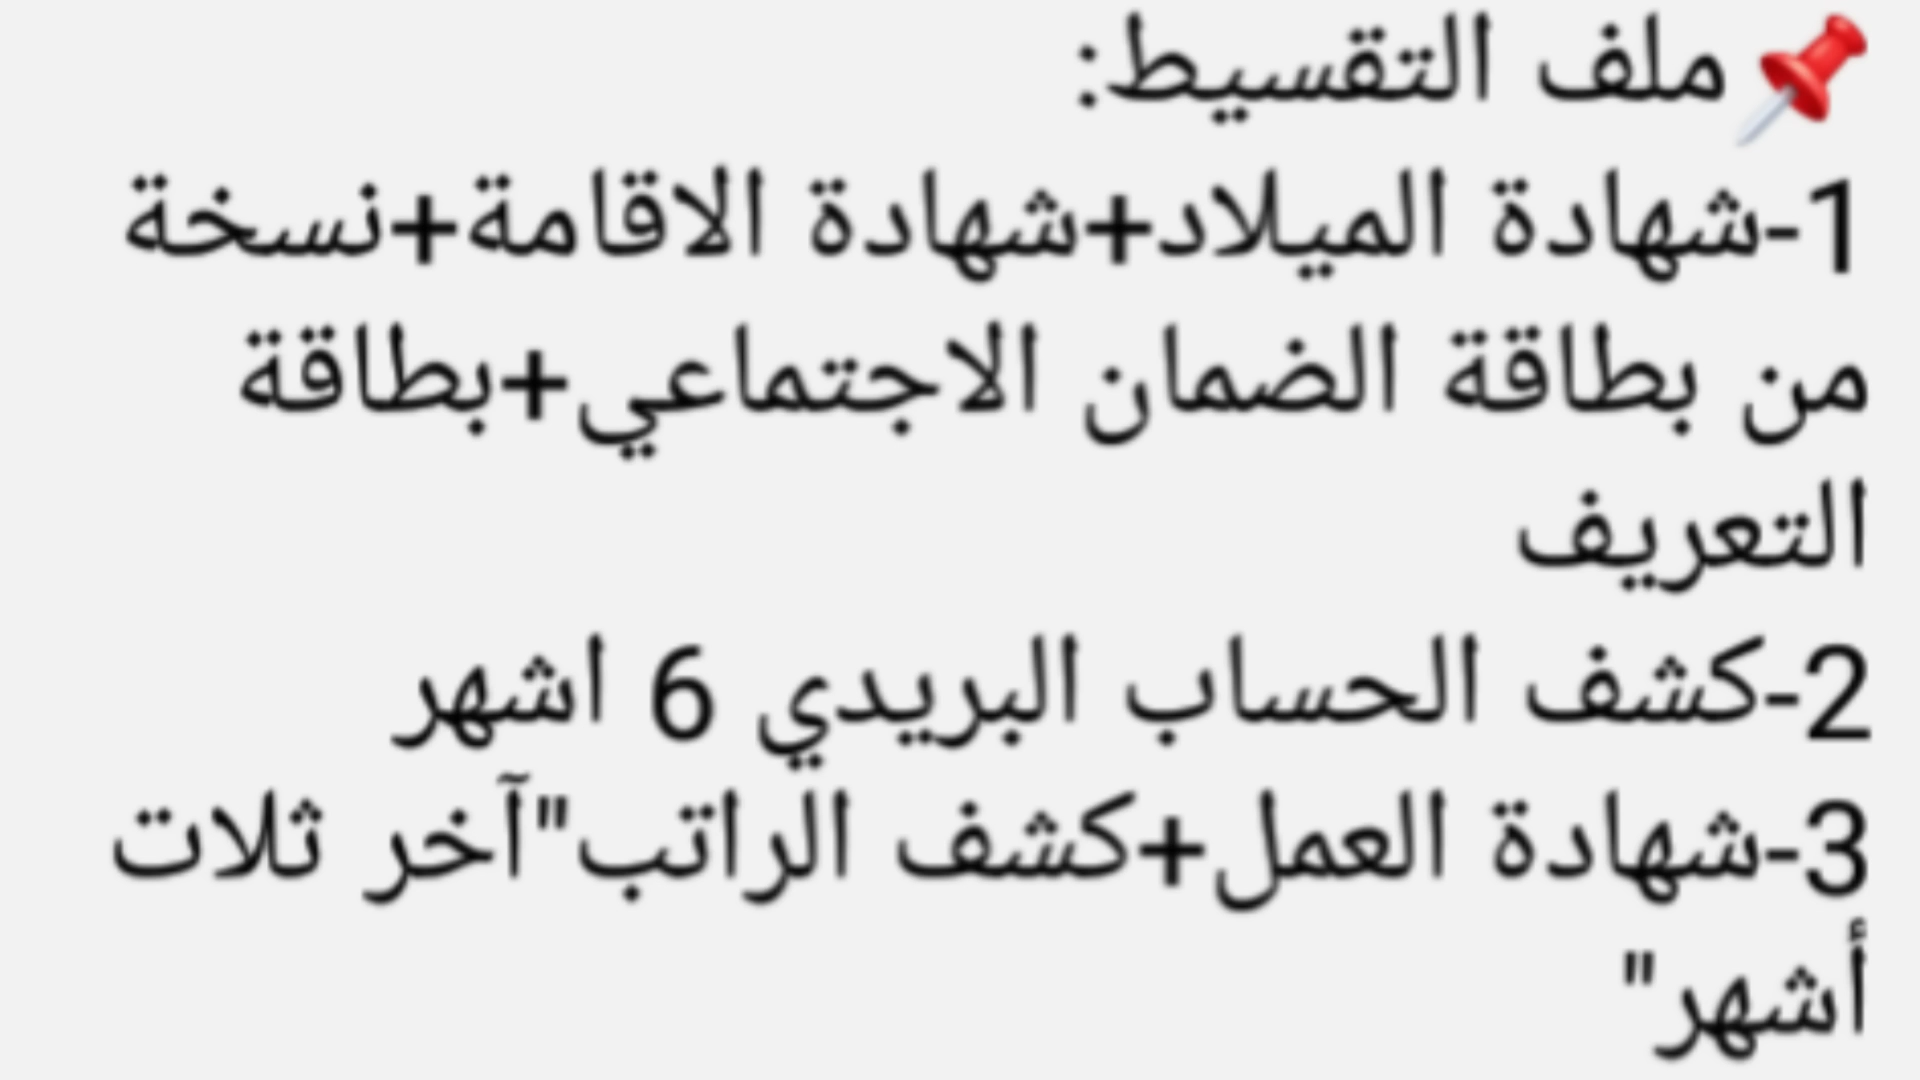 📌ملف التقسيط:
1-شهادة الميلاد+شهادة الاقامة+نسخة
من بطاقة الضمان الاجتماعي+بطاقة
التعريف
2-كشف الحساب البريدي 6 اشهر
3-شهادة العمل+كشف الراتب"آخر ثلات
أشهر"